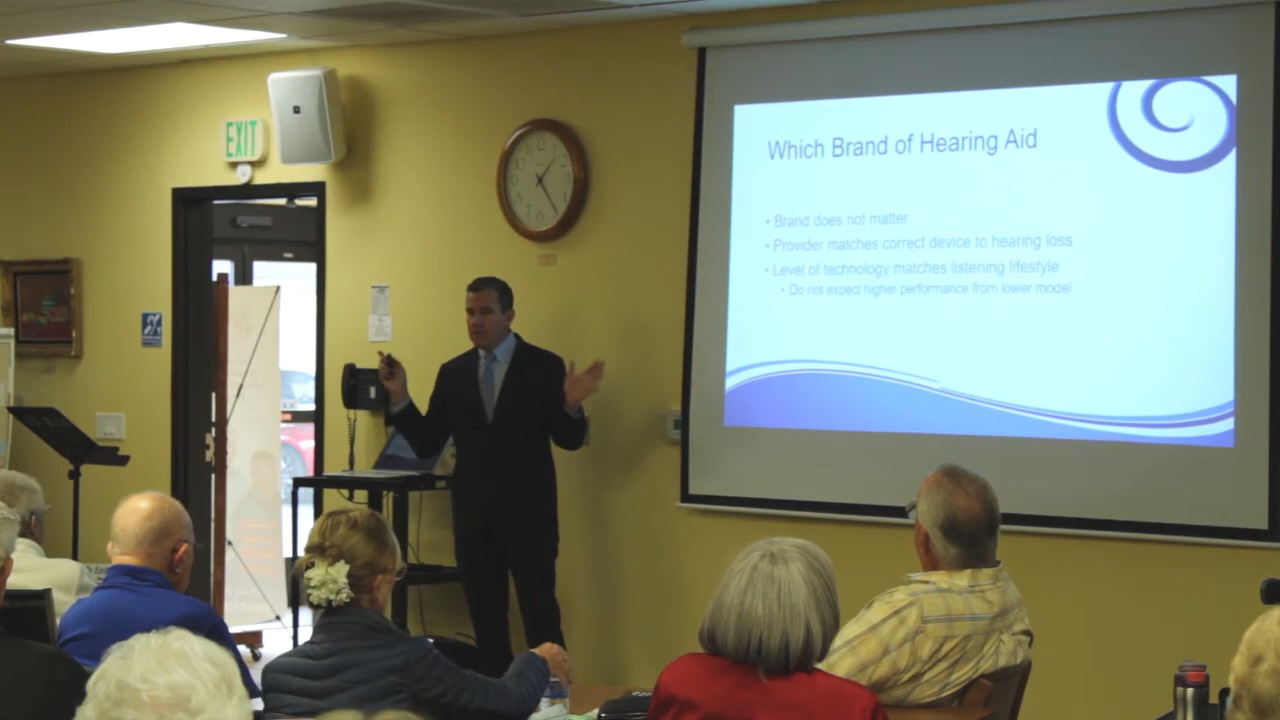 EXIT
Which Brand of Hearing Aid
• Brand does not matter
• Provider matches correct device to hearing loss
• Level of technology matches listening lifestyle
• Do not expect higher performance from lower model